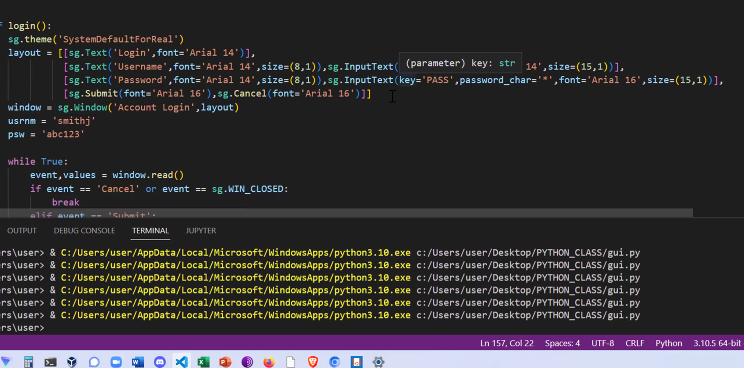 f login():
sg.theme('SystemDefaultForReal')
layout = [[sg.Text('Login',font='Arial 14')],
[sg.Text('Username',font='Arial 14',size=(8,1)),sg.InputText( 14',size=(15,1))],
(parameter) key: str
[sg.Text('Password',font='Arial 14',size=(8,1)),sg.InputText(key='PASS',password_char='*',font='Arial 16',size=(15,1))],
[sg.Submit(font='Arial 16'),sg.Cancel(font='Arial 16')]]
window = sg.Window('Account Login',layout)
usrnm = 'smithj'
psw = 'abc123'
while True:
event,values = window.read()
if event == 'Cancel' or event == sg.WIN_CLOSED:
break
elif event == 'Submit':
OUTPUT DEBUG CONSOLE TERMINAL JUPYTER
ers\user> & C:/Users/user/AppData/Local/Microsoft/WindowsApps/python3.10.exe c:/Users/user/Desktop/PYTHON_CLASS/gui.py
ers\user> & C:/Users/user/AppData/Local/Microsoft/WindowsApps/python3.10.exe c:/Users/user/Desktop/PYTHON_CLASS/gui.py
ers\user> & C:/Users/user/AppData/Local/Microsoft/WindowsApps/python3.10.exe c:/Users/user/Desktop/PYTHON_CLASS/gui.py
ers\user> & C:/Users/user/AppData/Local/Microsoft/WindowsApps/python3.10.exe c:/Users/user/Desktop/PYTHON_CLASS/gui.py
ers\user> & C:/Users/user/AppData/Local/Microsoft/WindowsApps/python3.10.exe c:/Users/user/Desktop/PYTHON_CLASS/gui.py
ers\user> & C:/Users/user/AppData/Local/Microsoft/WindowsApps/python3.10.exe c:/Users/user/Desktop/PYTHON_CLASS/gui.py
ers\user>
Ln 157, Col 22 Spaces: 4 UTF-8 CRLF Python 3.10.5 64-bit